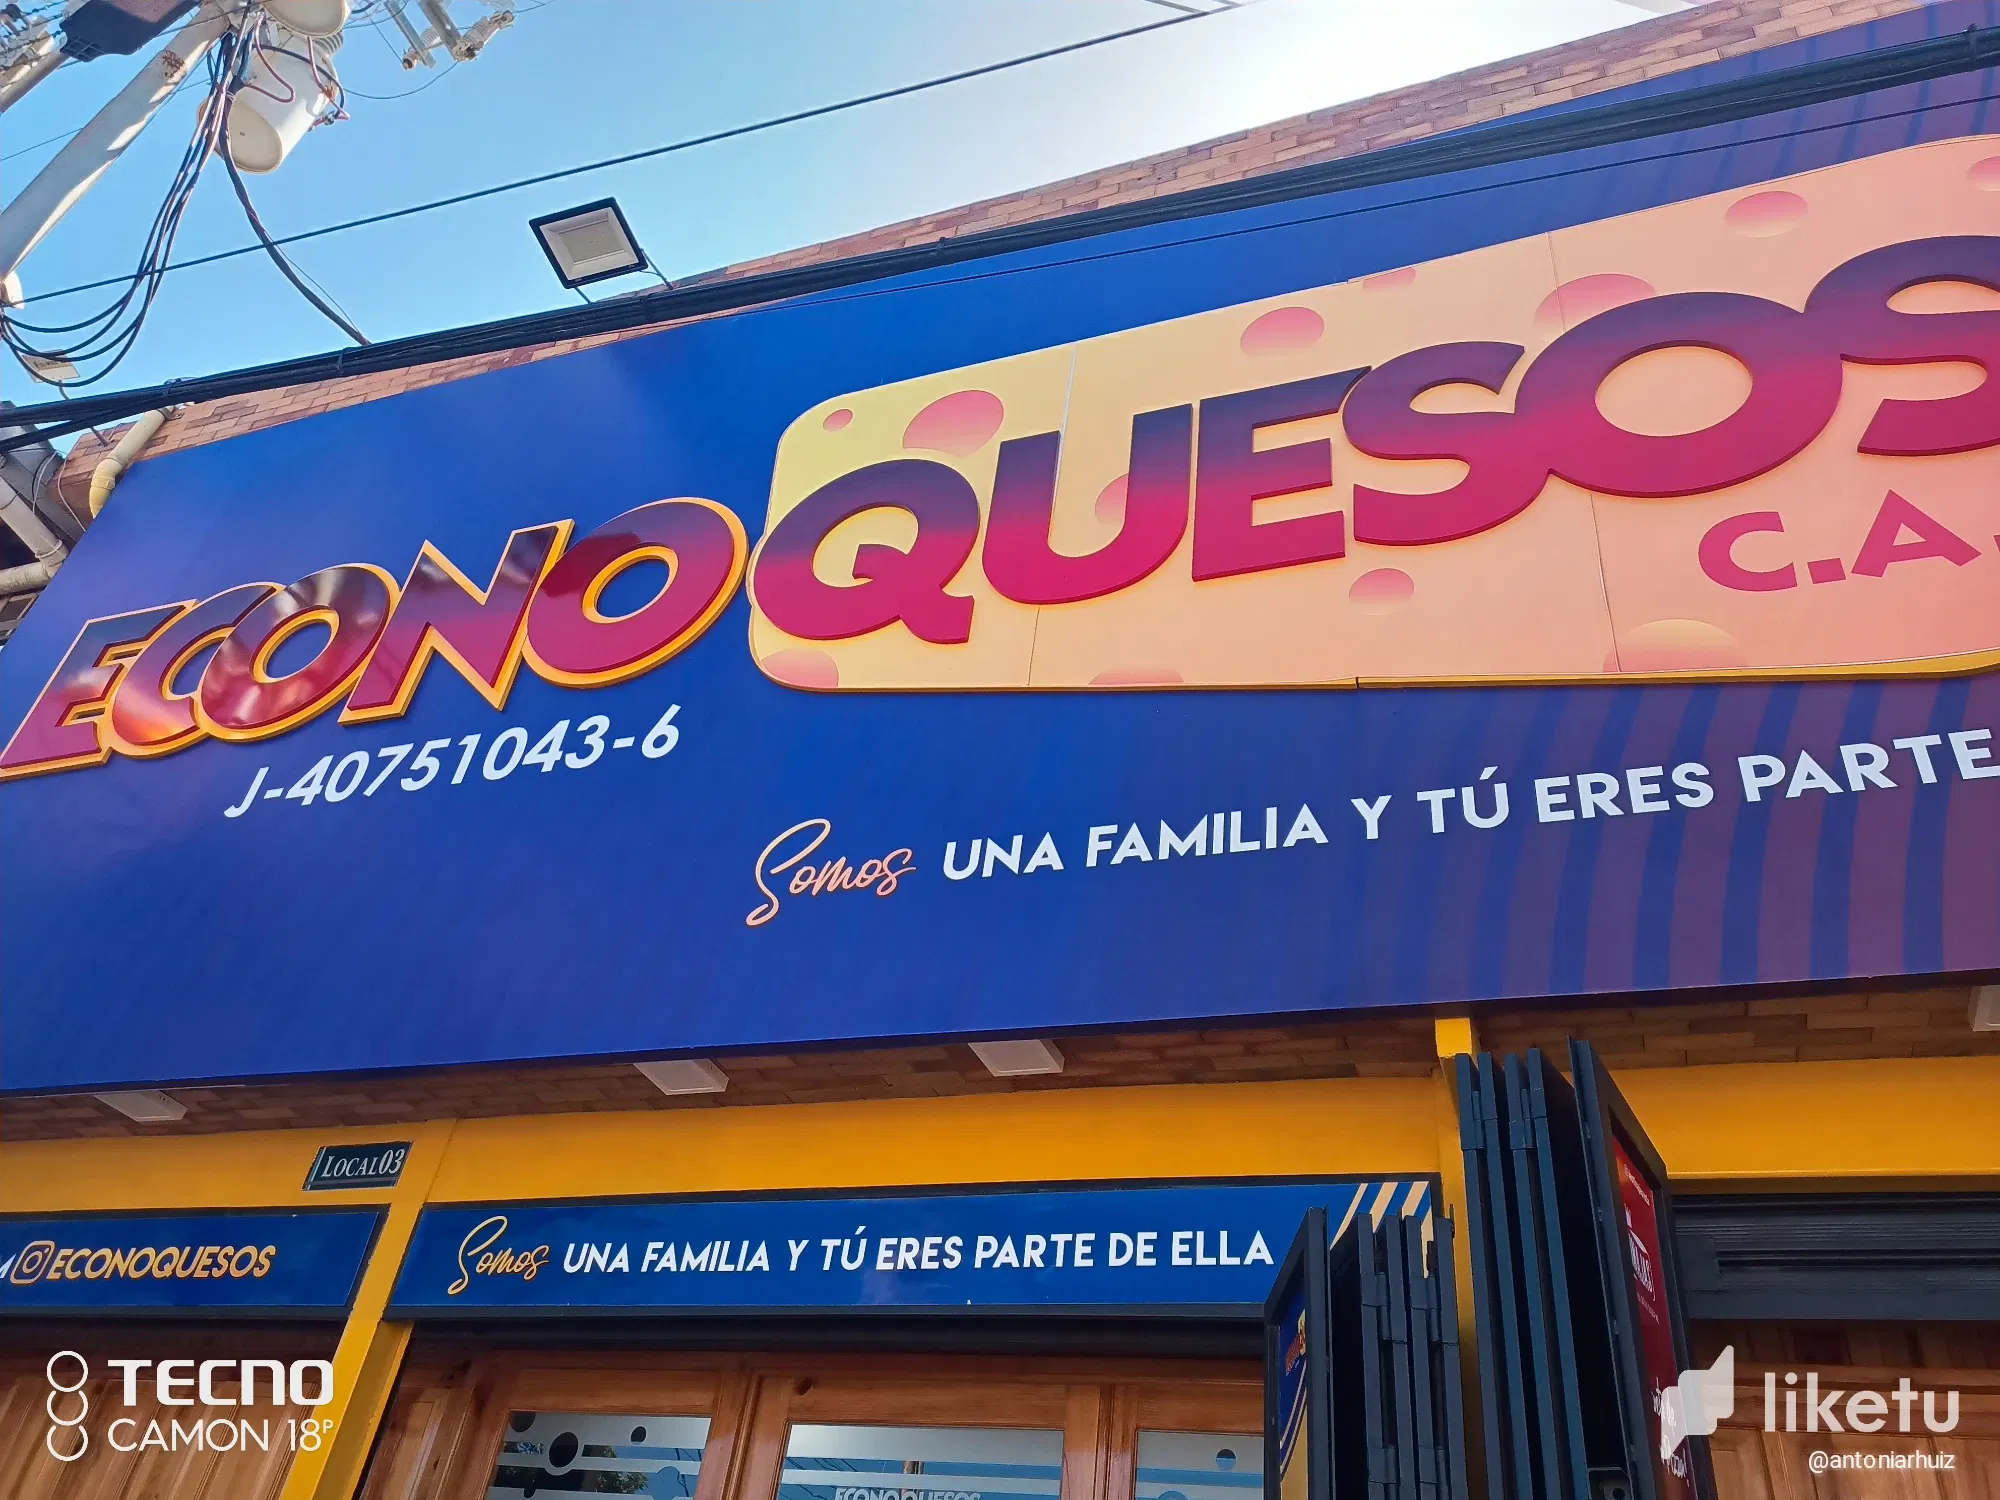 ECONOQUESOS
C.A.
J-40751043-6
Somos UNA FAMILIA Y TÚ ERES PARTE
LOCAL03
@ECONOQUESOS
Somos UNA FAMILIA Y TÚ ERES PARTE DE ELLA
ECONOQUESOS
TECNO
CAMON 18P
liketu
@antoniarhuiz